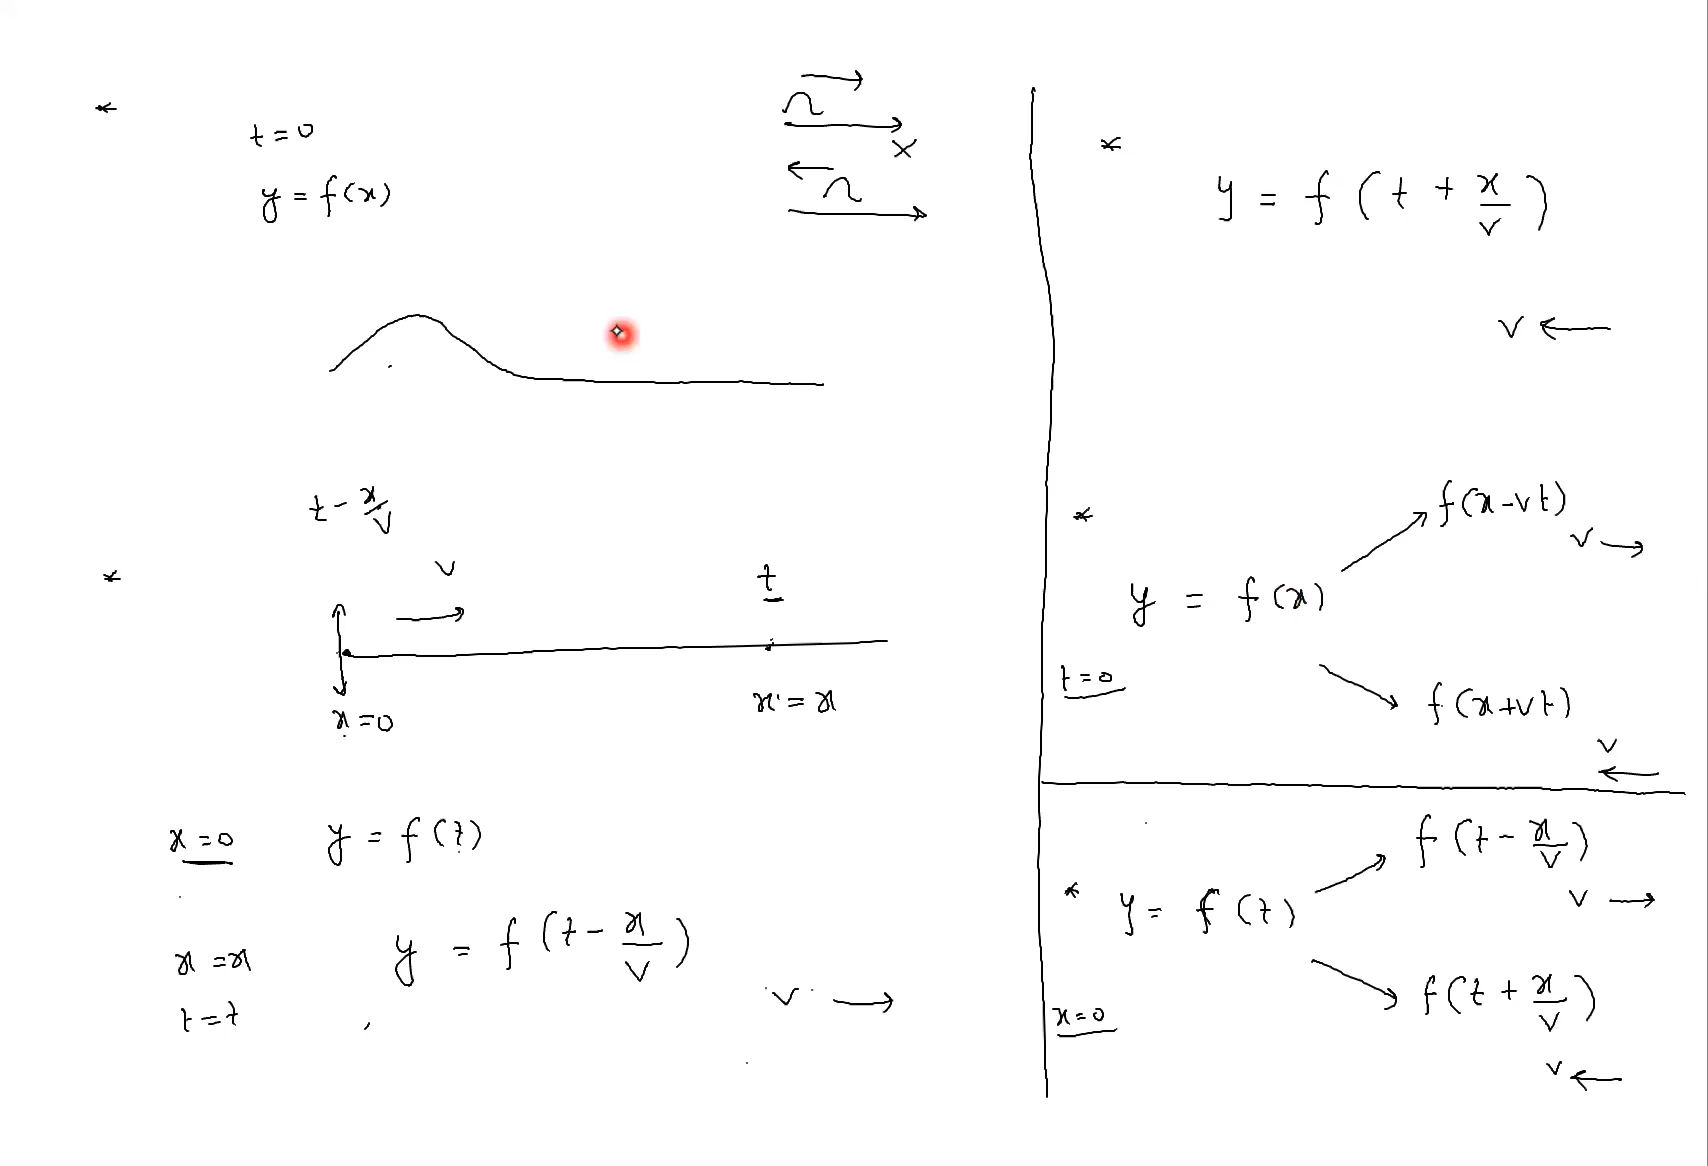 *
t = 0
y = f(x)
x
t - x/v
*
v
t
x = 0
x = x
x = 0 y = f(t)
x = x
t = t
y = f(t - x/v)
v →
*
y = f(t + x/v)
v ←
*
f(x-vt)
v →
y = f(x)
t = 0
f(x+vt)
v
←
f(t - x/v)
v →
*
y = f(t)
f(t + x/v)
x = 0
v ←